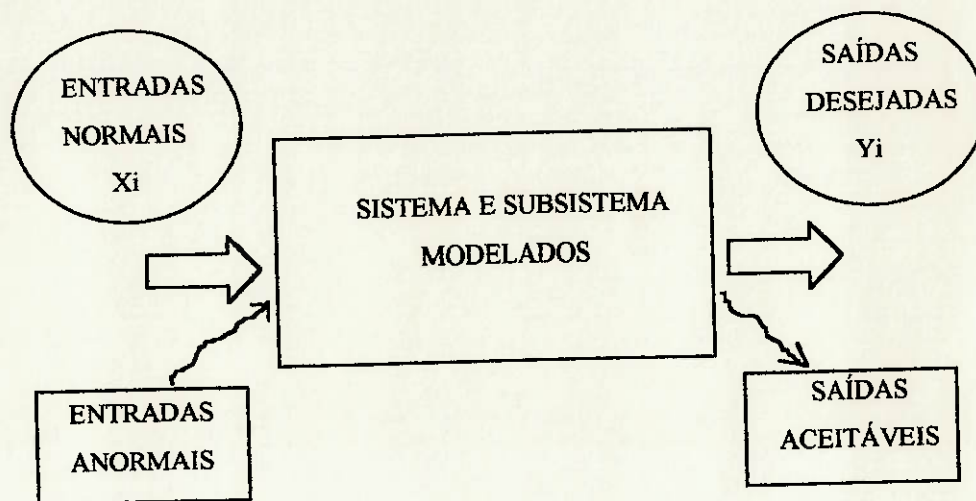 ENTRADAS
NORMAIS
Xi
SAÍDAS
DESEJADAS
Yi
SISTEMA E SUBSISTEMA
MODELADOS
ENTRADAS
ANORMAIS
SAÍDAS
ACEITÁVEIS